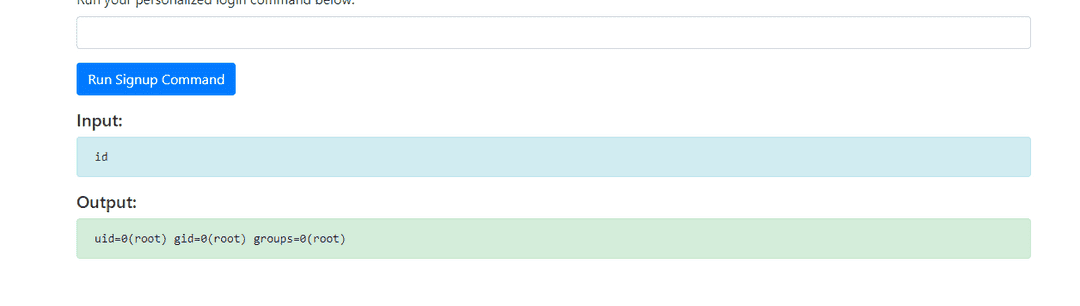 Run your personalized login command below:
Run Signup Command
Input:
id
Output:
uid=0(root) gid=0(root) groups=0(root)